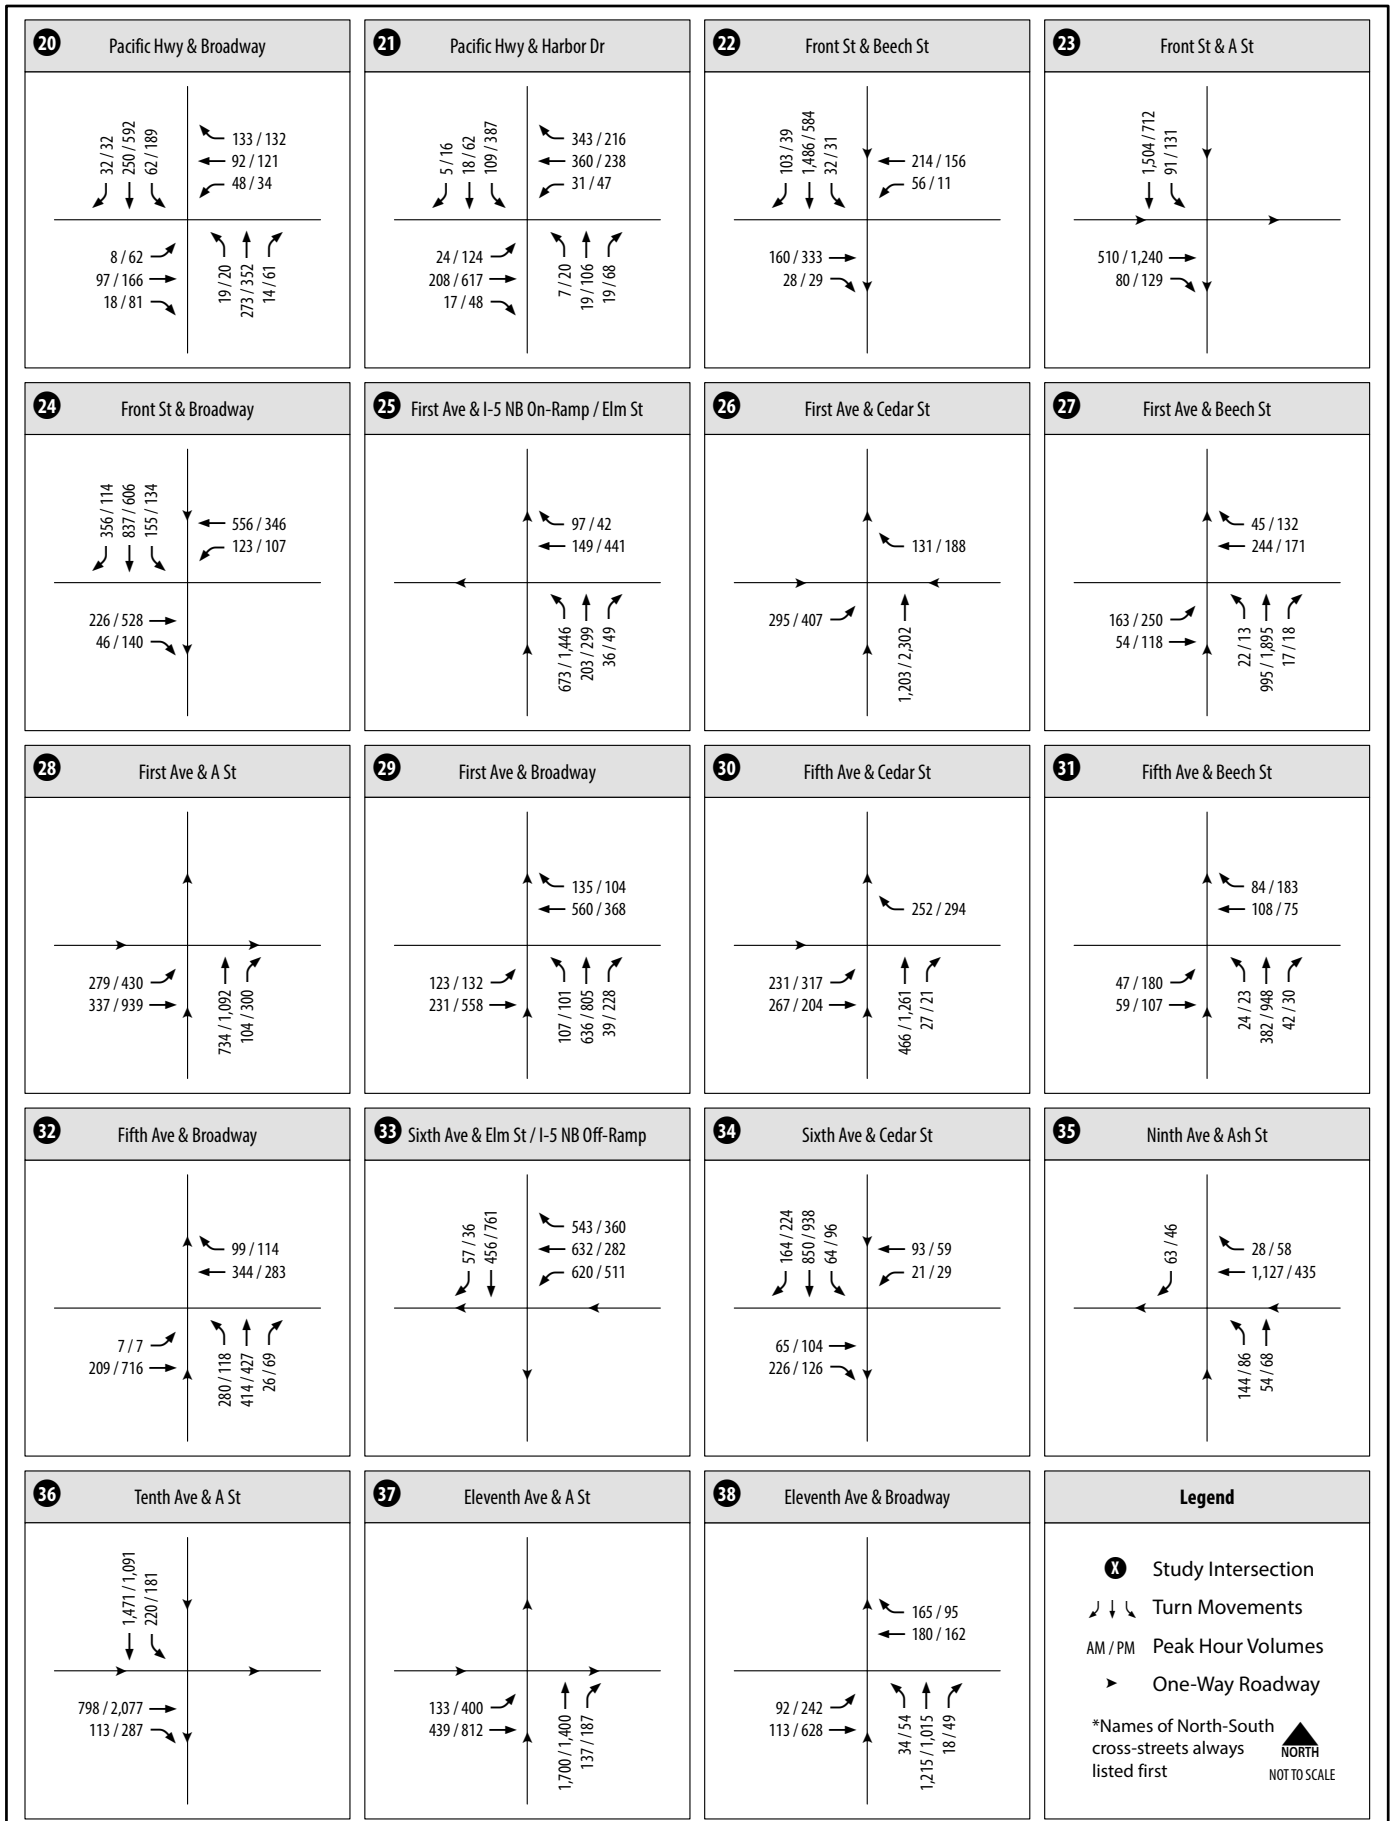 20 Pacific Hwy & Broadway
32 / 32
250 / 592
62 / 189
133 / 132
92 / 121
48 / 34
8 / 62
97 / 166
18 / 81
19 / 20
273 / 352
14 / 61
21 Pacific Hwy & Harbor Dr
5 / 16
18 / 62
109 / 387
343 / 216
360 / 238
31 / 47
24 / 124
208 / 617
17 / 48
7 / 20
19 / 106
19 / 68
22 Front St & Beech St
103 / 39
1,486 / 584
32 / 31
214 / 156
56 / 11
160 / 333
28 / 29
23 Front St & A St
1,504 / 712
91 / 131
510 / 1,240
80 / 129
24 Front St & Broadway
356 / 114
837 / 606
155 / 134
556 / 346
123 / 107
226 / 528
46 / 140
25 First Ave & I-5 NB On-Ramp / Elm St
97 / 42
149 / 441
673 / 1,446
203 / 299
36 / 49
26 First Ave & Cedar St
131 / 188
295 / 407
1,203 / 2,302
27 First Ave & Beech St
45 / 132
244 / 171
163 / 250
54 / 118
22 / 13
995 / 1,895
17 / 18
28 First Ave & A St
279 / 430
337 / 939
734 / 1,092
104 / 300
29 First Ave & Broadway
135 / 104
560 / 368
123 / 132
231 / 558
107 / 101
636 / 805
39 / 228
30 Fifth Ave & Cedar St
252 / 294
231 / 317
267 / 204
466 / 1,261
27 / 21
31 Fifth Ave & Beech St
84 / 183
108 / 75
47 / 180
59 / 107
24 / 23
382 / 948
42 / 30
32 Fifth Ave & Broadway
99 / 114
344 / 283
7 / 7
209 / 716
280 / 118
414 / 427
26 / 69
33 Sixth Ave & Elm St / I-5 NB Off-Ramp
57 / 36
456 / 761
543 / 360
632 / 282
620 / 511
34 Sixth Ave & Cedar St
164 / 224
850 / 938
64 / 96
93 / 59
21 / 29
65 / 104
226 / 126
35 Ninth Ave & Ash St
63 / 46
28 / 58
1,127 / 435
144 / 86
54 / 68
36 Tenth Ave & A St
1,471 / 1,091
220 / 181
798 / 2,077
113 / 287
37 Eleventh Ave & A St
133 / 400
439 / 812
1,700 / 1,400
137 / 187
38 Eleventh Ave & Broadway
165 / 95
180 / 162
92 / 242
113 / 628
34 / 54
1,215 / 1,015
18 / 49
Legend
X Study Intersection
Turn Movements
AM / PM Peak Hour Volumes
One-Way Roadway
*Names of North-South
cross-streets always
listed first
NORTH
NOT TO SCALE